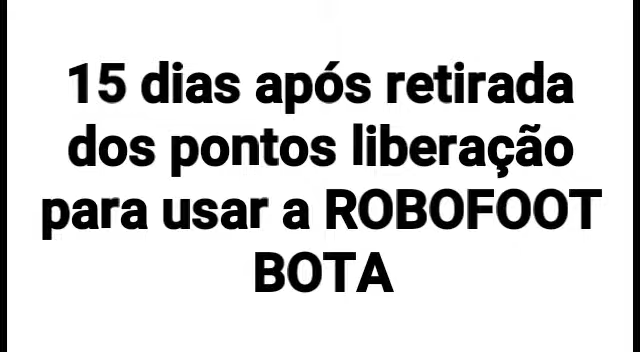 15 dias após retirada
dos pontos liberação
para usar a ROBOFOOT
BOTA